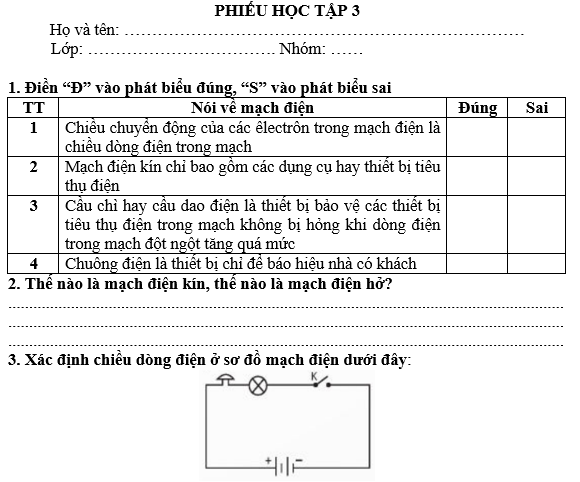 PHIẾU HỌC TẬP 3
Họ và tên: ...........................................................................................
Lớp: .......................................... Nhóm: ......
1. Điền “Đ” vào phát biểu đúng, “S” vào phát biểu sai
TT Nói về mạch điện Đúng Sai
1 Chiều chuyển động của các êlectrôn trong mạch điện là
chiều dòng điện trong mạch
2 Mạch điện kín chỉ bao gồm các dụng cụ hay thiết bị tiêu
thụ điện
3 Cầu chì hay cầu dao điện là thiết bị bảo vệ các thiết bị
tiêu thụ điện trong mạch không bị hỏng khi dòng điện
trong mạch đột ngột tăng quá mức
4 Chuông điện là thiết bị chỉ để báo hiệu nhà có khách
2. Thế nào là mạch điện kín, thế nào là mạch điện hở?
3. Xác định chiều dòng điện ở sơ đồ mạch điện dưới đây:
K
+ −